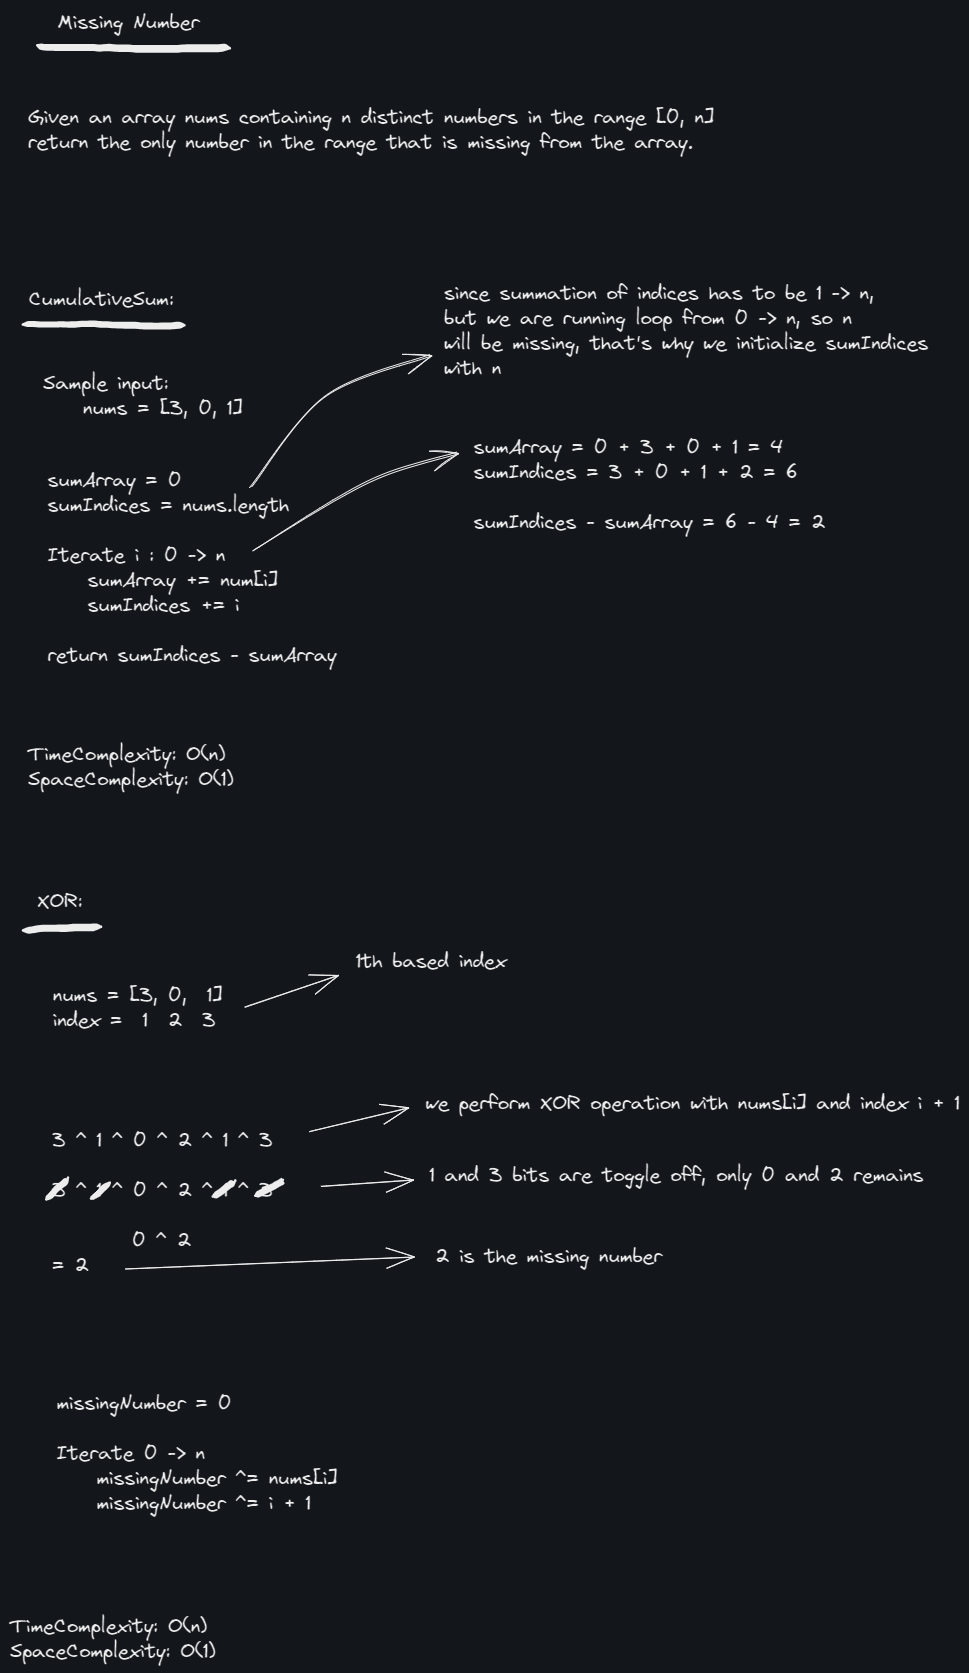 Missing Number
Given an array nums containing n distinct numbers in the range [0, n]
return the only number in the range that is missing from the array.
CumulativeSum:
since summation of indices has to be 1 -> n,
but we are running loop from 0 -> n, so n
will be missing, that's why we initialize sumIndices
with n
Sample input:
nums = [3, 0, 1]
sumArray = 0
sumIndices = nums.length
sumArray = 0 + 3 + 0 + 1 = 4
sumIndices = 3 + 0 + 1 + 2 = 6
sumIndices - sumArray = 6 - 4 = 2
Iterate i : 0 -> n
sumArray += num[i]
sumIndices += i
return sumIndices - sumArray
TimeComplexity: O(n)
SpaceComplexity: O(1)
XOR:
1th based index
nums = [3, 0, 1]
index = 1 2 3
we perform XOR operation with nums[i] and index i + 1
3 ^ 1 ^ 0 ^ 2 ^ 1 ^ 3
3 ^ 1 ^ 0 ^ 2 ^ 1 ^ 3
1 and 3 bits are toggle off, only 0 and 2 remains
0 ^ 2
= 2
2 is the missing number
missingNumber = 0
Iterate 0 -> n
missingNumber ^= nums[i]
missingNumber ^= i + 1
TimeComplexity: O(n)
SpaceComplexity: O(1)